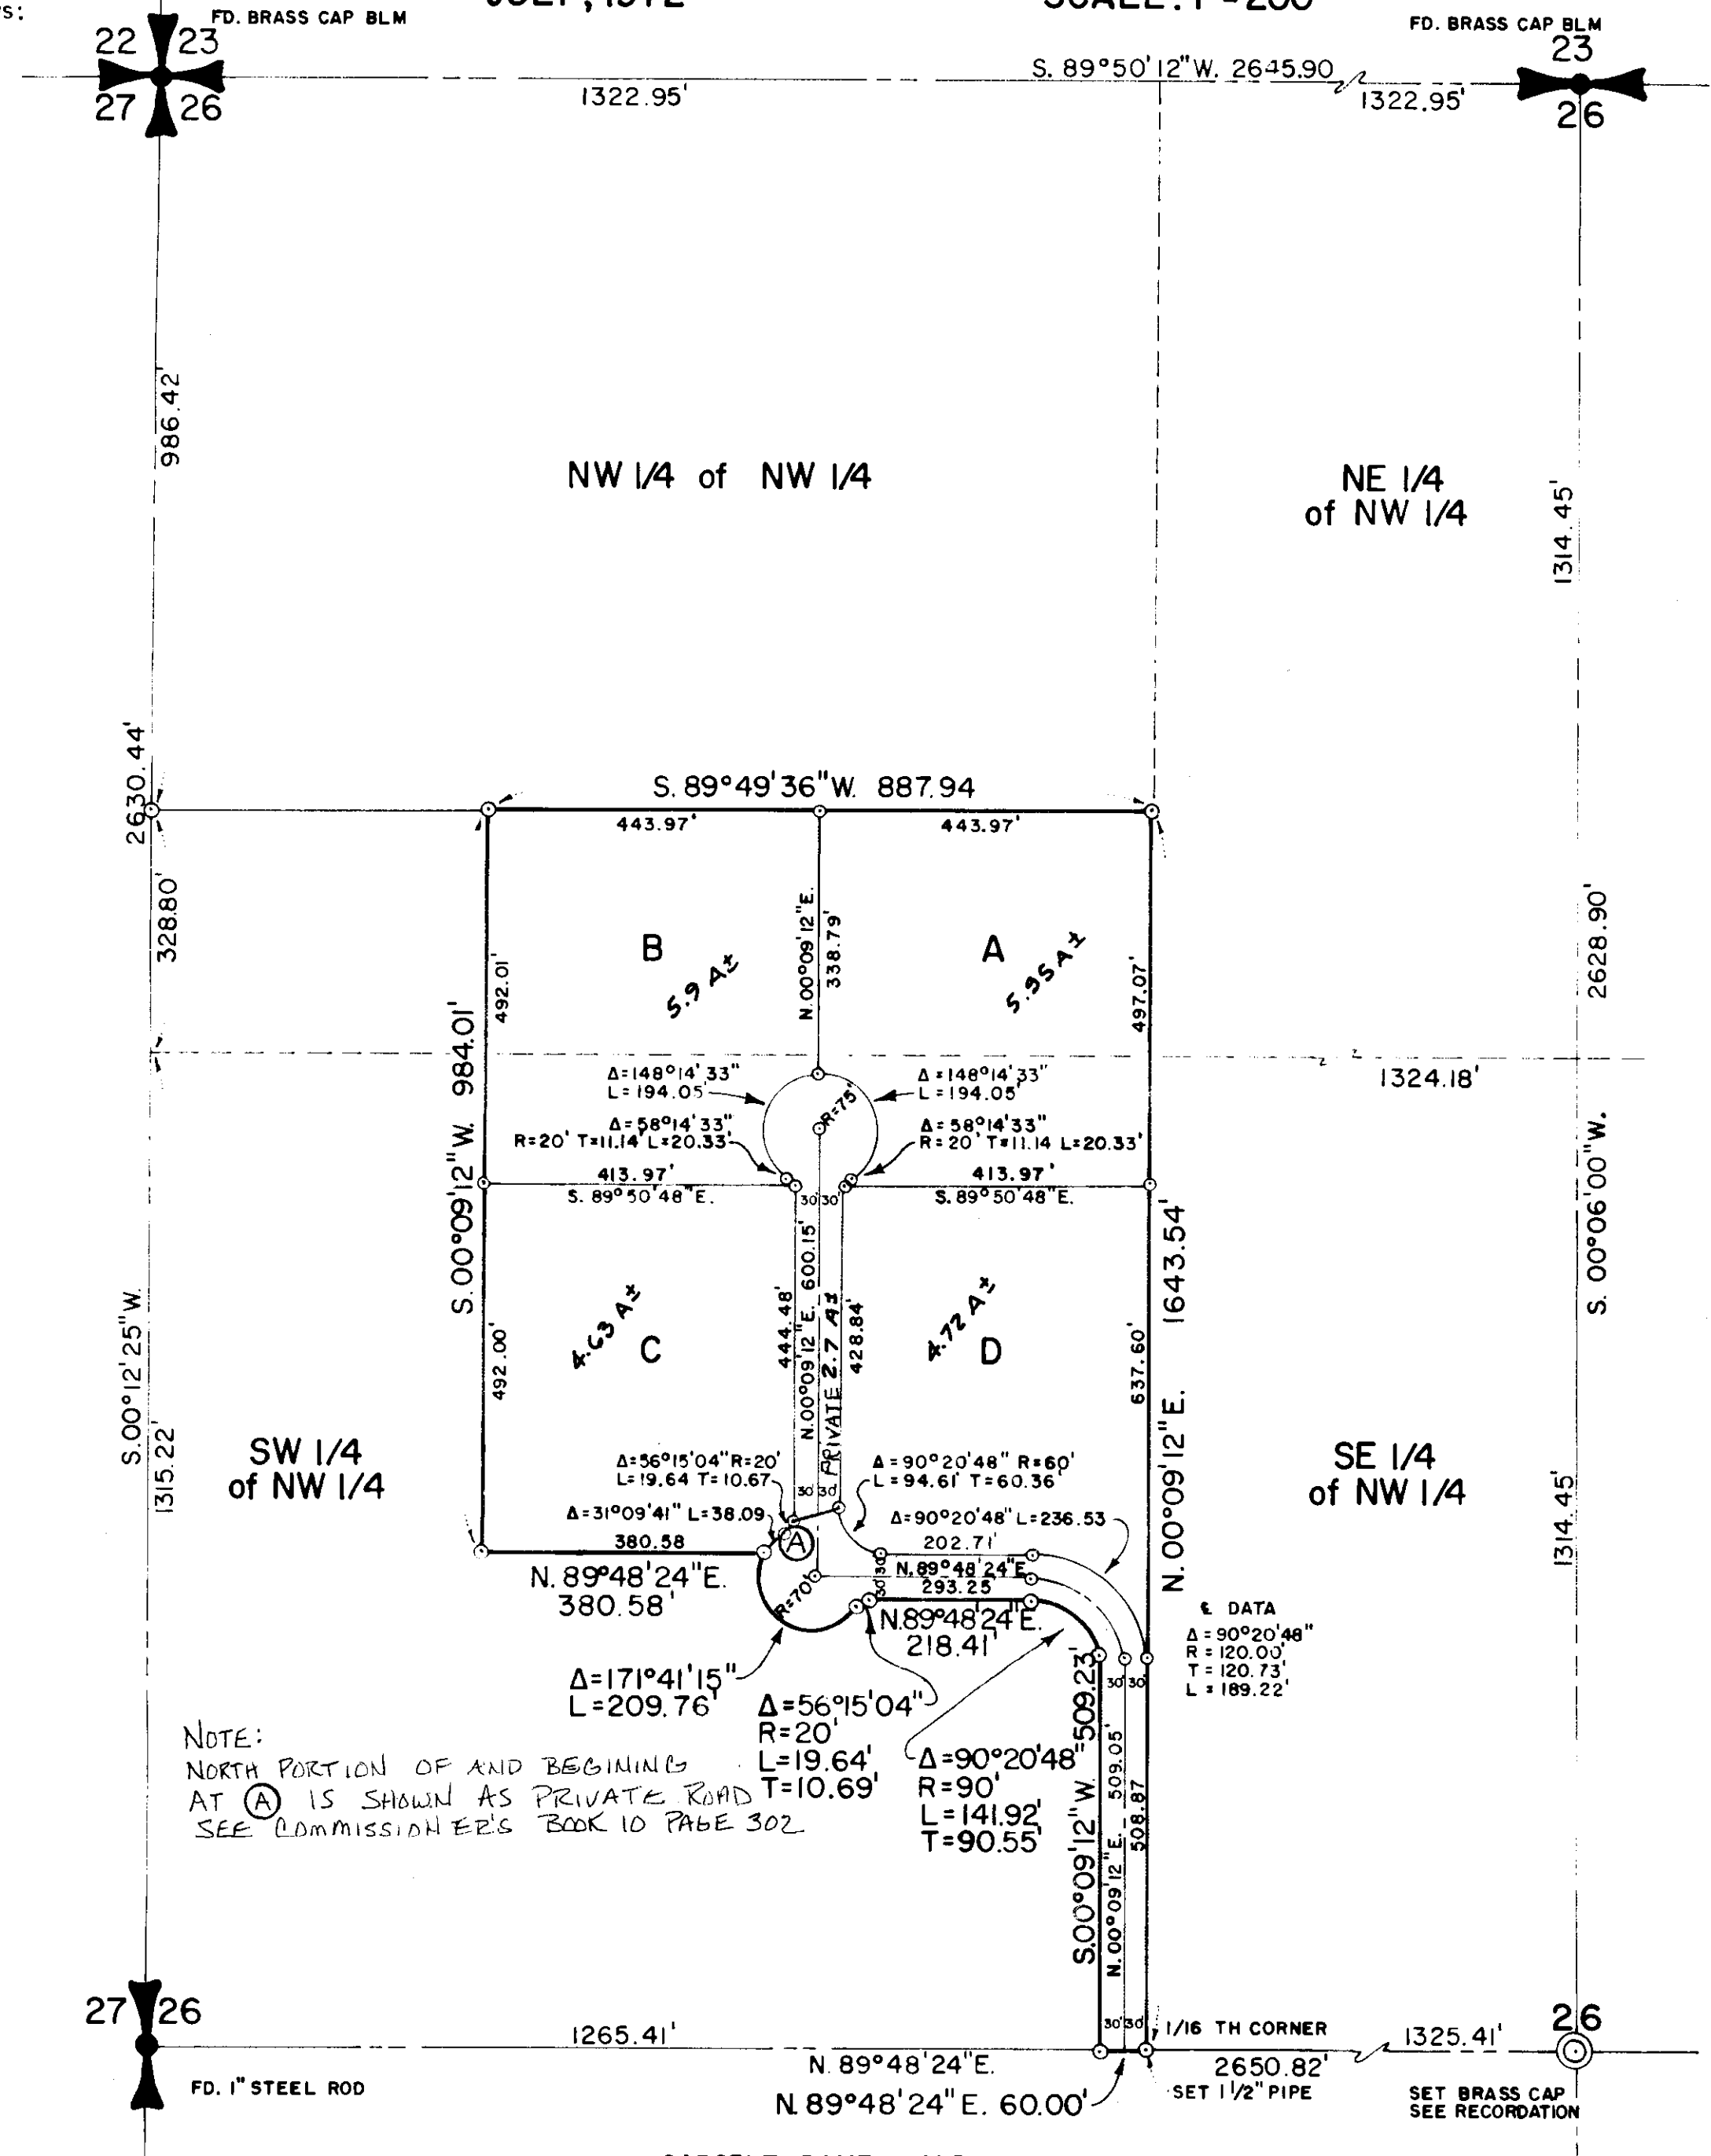 FD. BRASS CAP BLM
FD. BRASS CAP BLM
22 23
27 26
23
26
S. 89°50'12"W. 2645.90
1322.95'
1322.95'
986.42'
NW 1/4 of NW 1/4
NE 1/4
of NW 1/4
1314.45'
2630.44'
S. 89°49'36"W. 887.94
443.97'
443.97'
328.80'
N.00°09'12"E.
338.79'
B
5.9 A±
A
5.95 A±
492.01'
497.07'
2628.90'
S. 00°09'12"W. 984.01'
1324.18'
Δ=148°14'33"
L=194.05'
Δ=148°14'33"
L=194.05'
R=75'
Δ=58°14'33"
R=20' T=11.14' L=20.33'
Δ=58°14'33"
R=20' T=11.14 L=20.33'
413.97'
S. 89°50'48"E.
30' 30'
413.97'
S. 89°50'48"E.
S. 00°06'00"W.
N. 00°09'12"E. 1643.54'
S.00°12'25"W.
1315.22'
492.00'
4.63 A±
C
444.48'
N.00°09'12"E. 600.15'
PRIVATE 2.7 A±
428.84'
4.72 A±
D
637.60'
SW 1/4
of NW 1/4
SE 1/4
of NW 1/4
1314.45'
Δ=56°15'04" R=20'
L=19.64 T=10.67
30' 30'
Δ=90°20'48" R=60'
L=94.61' T=60.36'
Δ=31°09'41" L=38.09
Δ=90°20'48" L=236.53
380.58
A
202.71'
N. 89°48'24"E.
380.58'
30' 30'
N. 89°48'24"E
293.25'
R=70'
N.89°48'24"E.
218.41'
℄ DATA
Δ=90°20'48"
R=120.00'
T=120.73'
L=189.22'
30' 30'
Δ=171°41'15"
L=209.76'
Δ=56°15'04"
R=20'
L=19.64'
T=10.69'
Δ=90°20'48"
R=90'
L=141.92'
T=90.55'
S.00°09'12"W. 509.23'
N.00°09'12"E. 509.05'
508.87
NOTE:
NORTH PORTION OF AND BEGINING
AT A IS SHOWN AS PRIVATE ROAD
SEE COMMISSIONER'S BOOK 10 PAGE 302
27 26
1265.41'
30' 30'
1/16 TH CORNER
1325.41'
26
N. 89°48'24"E.
2650.82'
FD. 1" STEEL ROD
N. 89°48'24"E. 60.00'
SET 1 1/2" PIPE
SET BRASS CAP
SEE RECORDATION